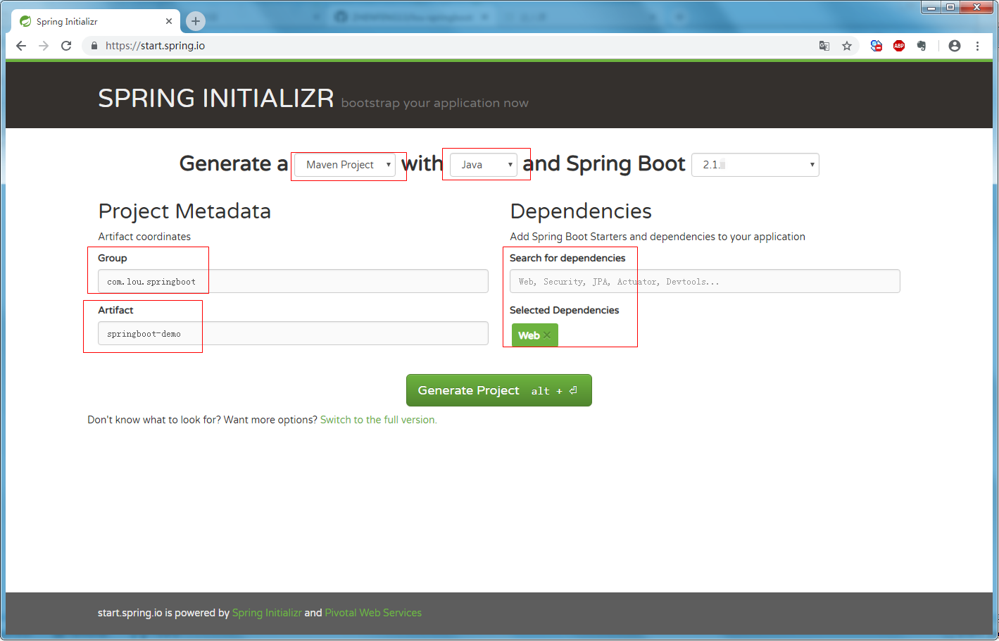 Spring Initializr
https://start.spring.io
ABP
SPRING INITIALIZR bootstrap your application now
Generate a Maven Project with Java and Spring Boot 2.1.
Project Metadata
Artifact coordinates
Group
com.lou.springboot
Artifact
springboot-demo
Dependencies
Add Spring Boot Starters and dependencies to your application
Search for dependencies
Web, Security, JPA, Actuator, Devtools...
Selected Dependencies
Web
Generate Project alt + ⏎
Don't know what to look for? Want more options? Switch to the full version.
start.spring.io is powered by Spring Initializr and Pivotal Web Services